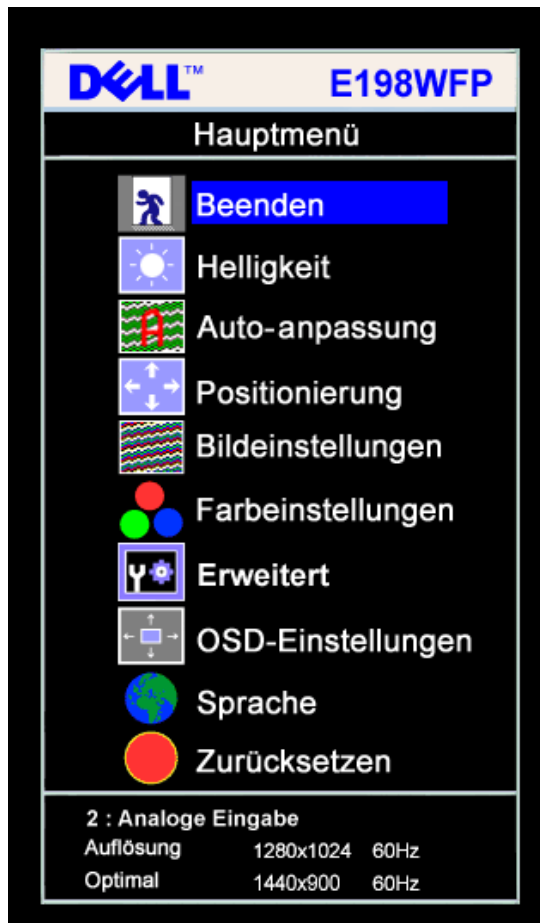 DELL™ E198WFP
Hauptmenü
Beenden
Helligkeit
Auto-anpassung
Positionierung
Bildeinstellungen
Farbeinstellungen
Erweitert
OSD-Einstellungen
Sprache
Zurücksetzen
2 : Analoge Eingabe
Auflösung 1280x1024 60Hz
Optimal 1440x900 60Hz